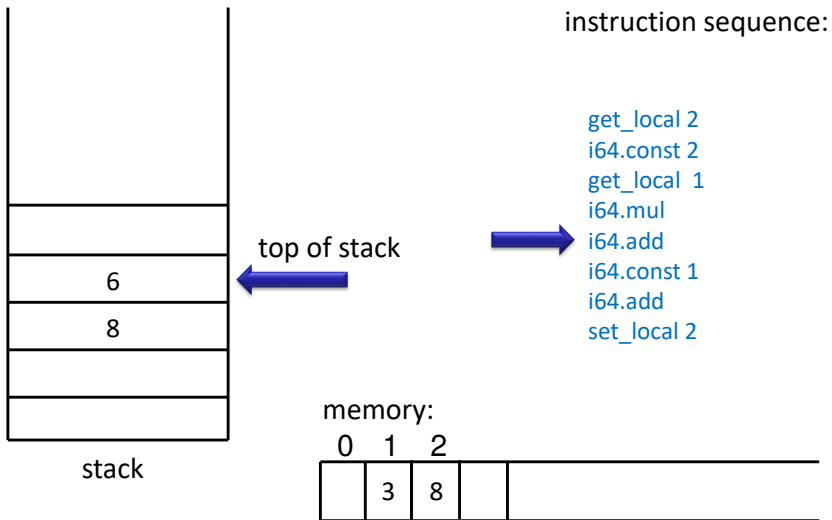 instruction sequence:
get_local 2
i64.const 2
get_local 1
i64.mul
top of stack
i64.add
6
i64.const 1
i64.add
8
set_local 2
memory:
0 1 2
stack
3 8